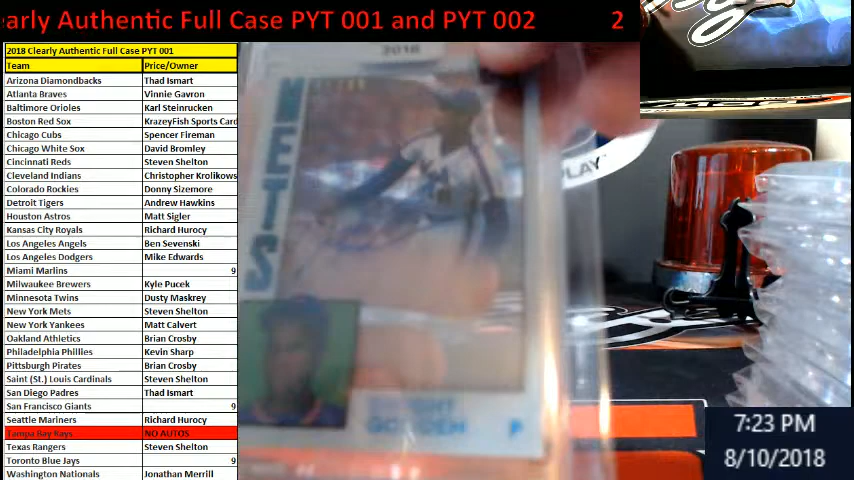 early Authentic Full Case PYT 001 and PYT 002 2
2018 Clearly Authentic Full Case PYT 001
Team Price/Owner
Arizona Diamondbacks Thad Ismart
Atlanta Braves Vinnie Gavron
Baltimore Orioles Karl Steinrucken
Boston Red Sox KrazeyFish Sports Card
Chicago Cubs Spencer Fireman
Chicago White Sox David Bromley
Cincinnati Reds Steven Shelton
Cleveland Indians Christopher Krolikows
Colorado Rockies Donny Sizemore
Detroit Tigers Andrew Hawkins
Houston Astros Matt Sigler
Kansas City Royals Richard Hurocy
Los Angeles Angels Ben Sevenski
Los Angeles Dodgers Mike Edwards
Miami Marlins 9
Milwaukee Brewers Kyle Pucek
Minnesota Twins Dusty Maskrey
New York Mets Steven Shelton
New York Yankees Matt Calvert
Oakland Athletics Brian Crosby
Philadelphia Phillies Kevin Sharp
Pittsburgh Pirates Brian Crosby
Saint (St.) Louis Cardinals Steven Shelton
San Diego Padres Thad Ismart
San Francisco Giants 9
Seattle Mariners Richard Hurocy
Tampa Bay Rays NO AUTOS
Texas Rangers Steven Shelton
Toronto Blue Jays 9
Washington Nationals Jonathan Merrill
2018
METS
DWIGHT
GOODEN P
PLAY
7:23 PM
8/10/2018